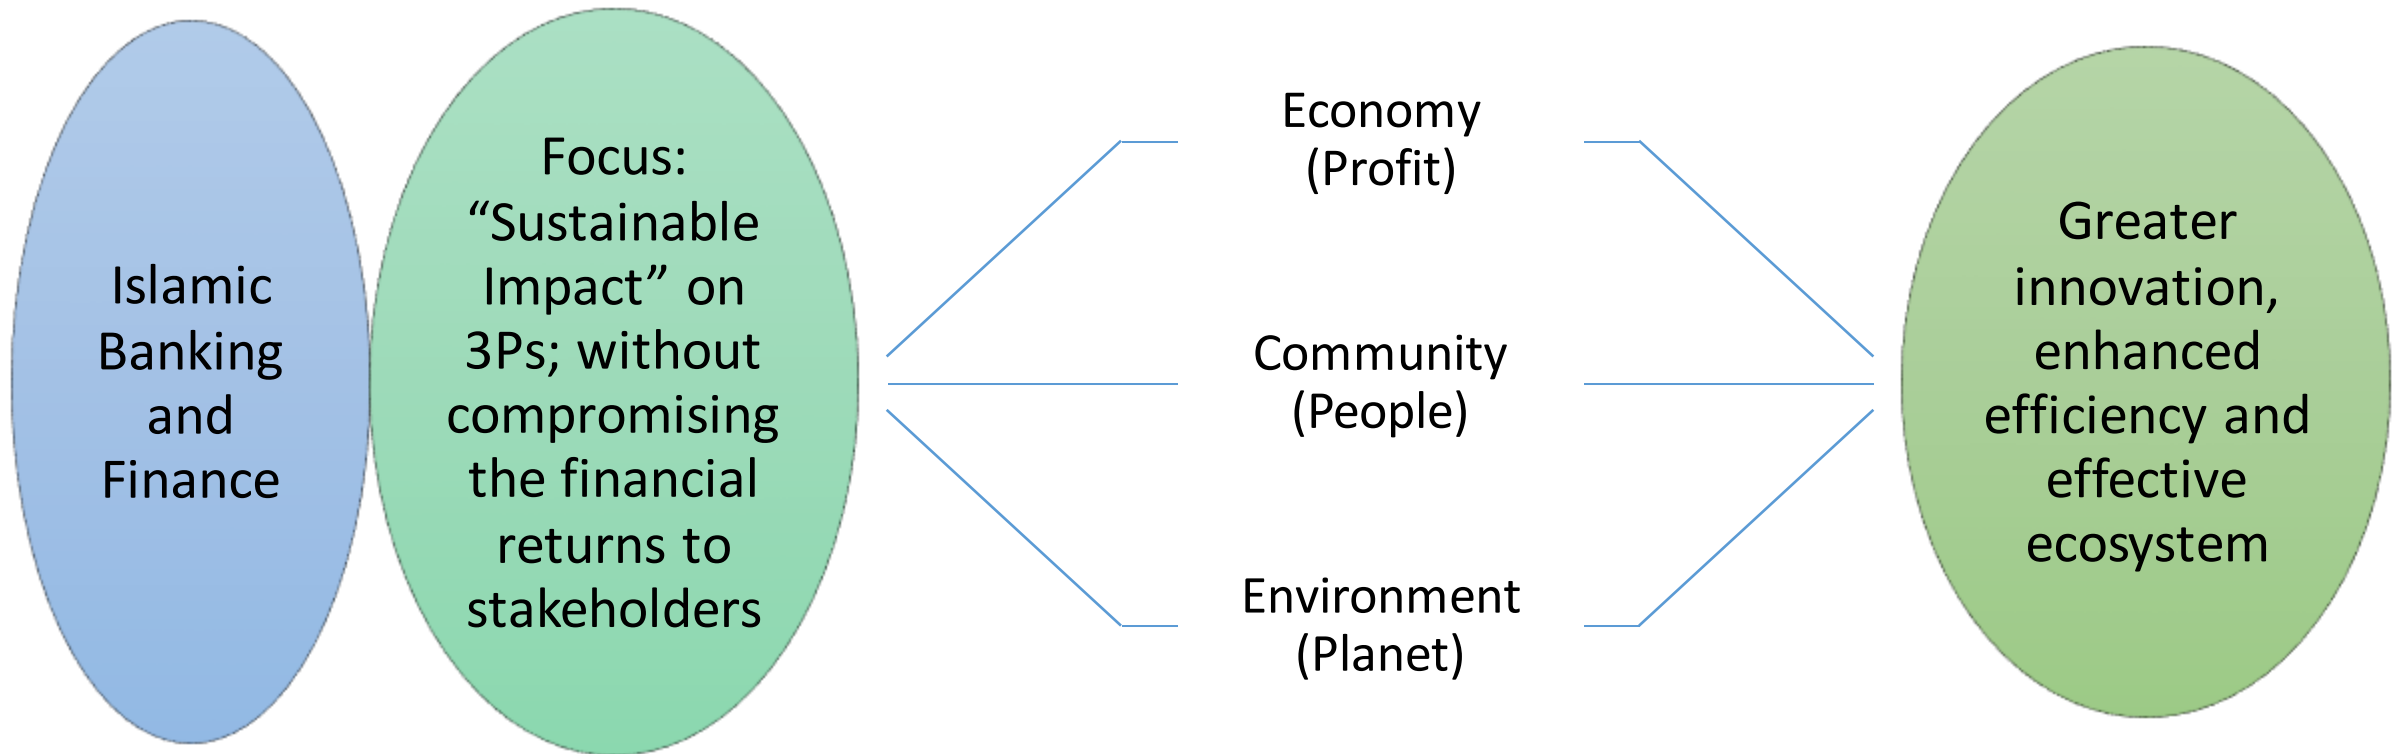 Islamic
Banking
and
Finance
Focus:
“Sustainable
Impact” on
3Ps; without
compromising
the financial
returns to
stakeholders
Economy
(Profit)
Community
(People)
Environment
(Planet)
Greater
innovation,
enhanced
efficiency and
effective
ecosystem